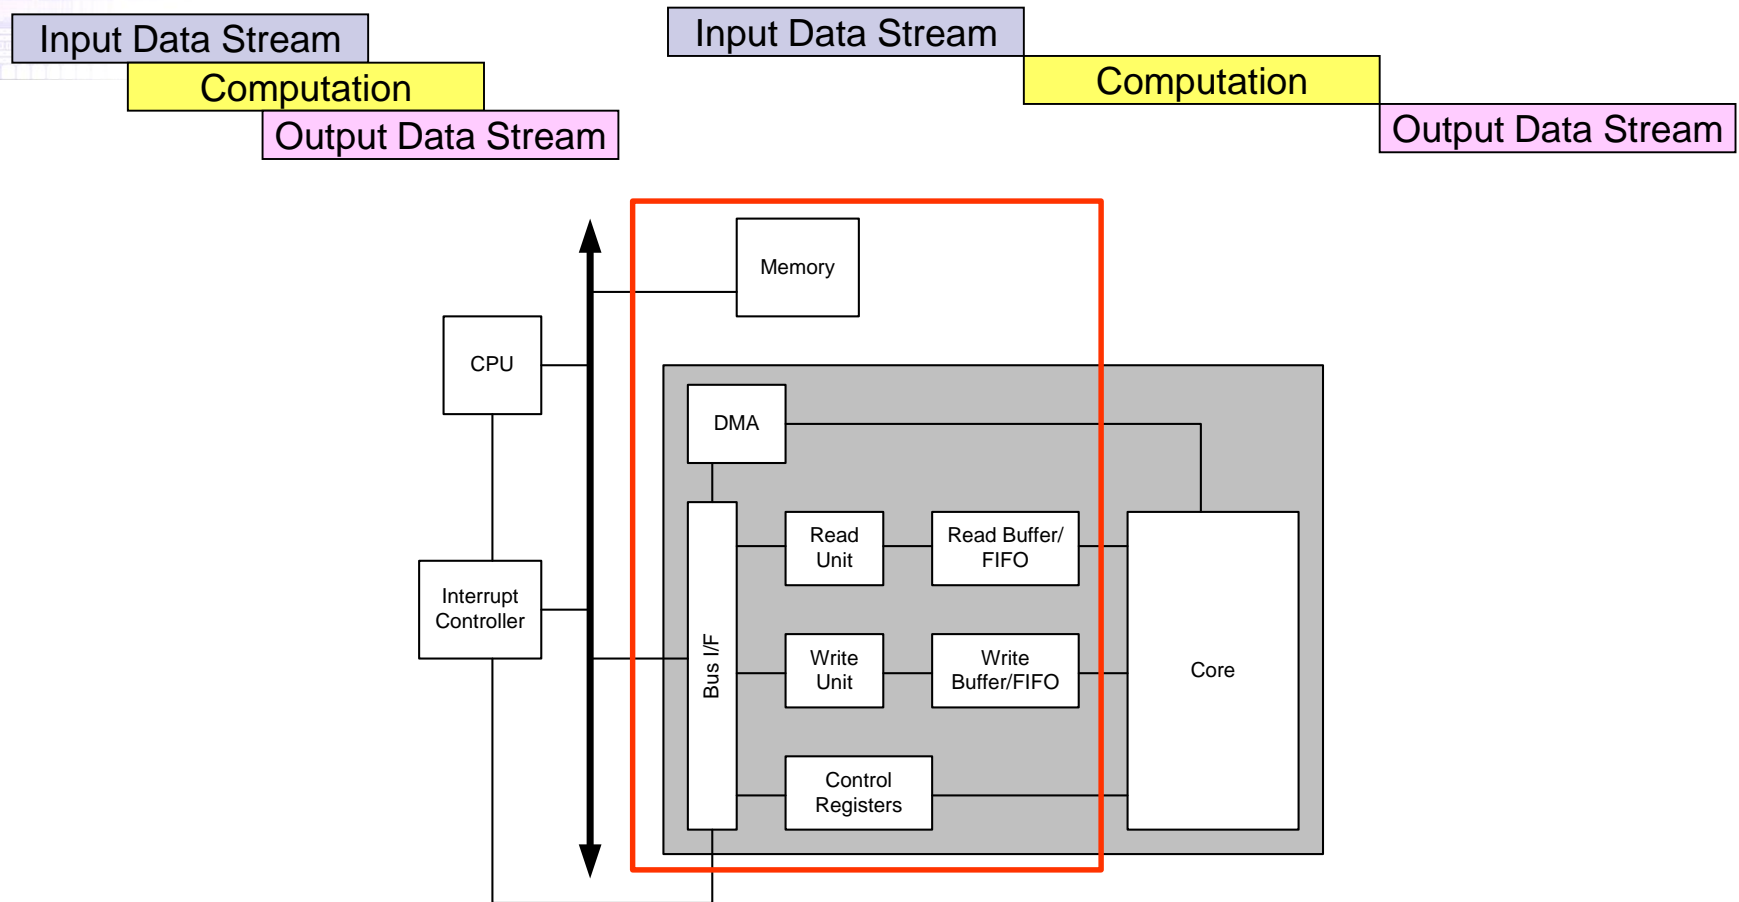 Input Data Stream
Computation
Output Data Stream
Input Data Stream
Computation
Output Data Stream
Memory
CPU
DMA
Read
Unit
Read Buffer/
FIFO
Interrupt
Controller
Bus I/F
Write
Unit
Write
Buffer/FIFO
Core
Control
Registers